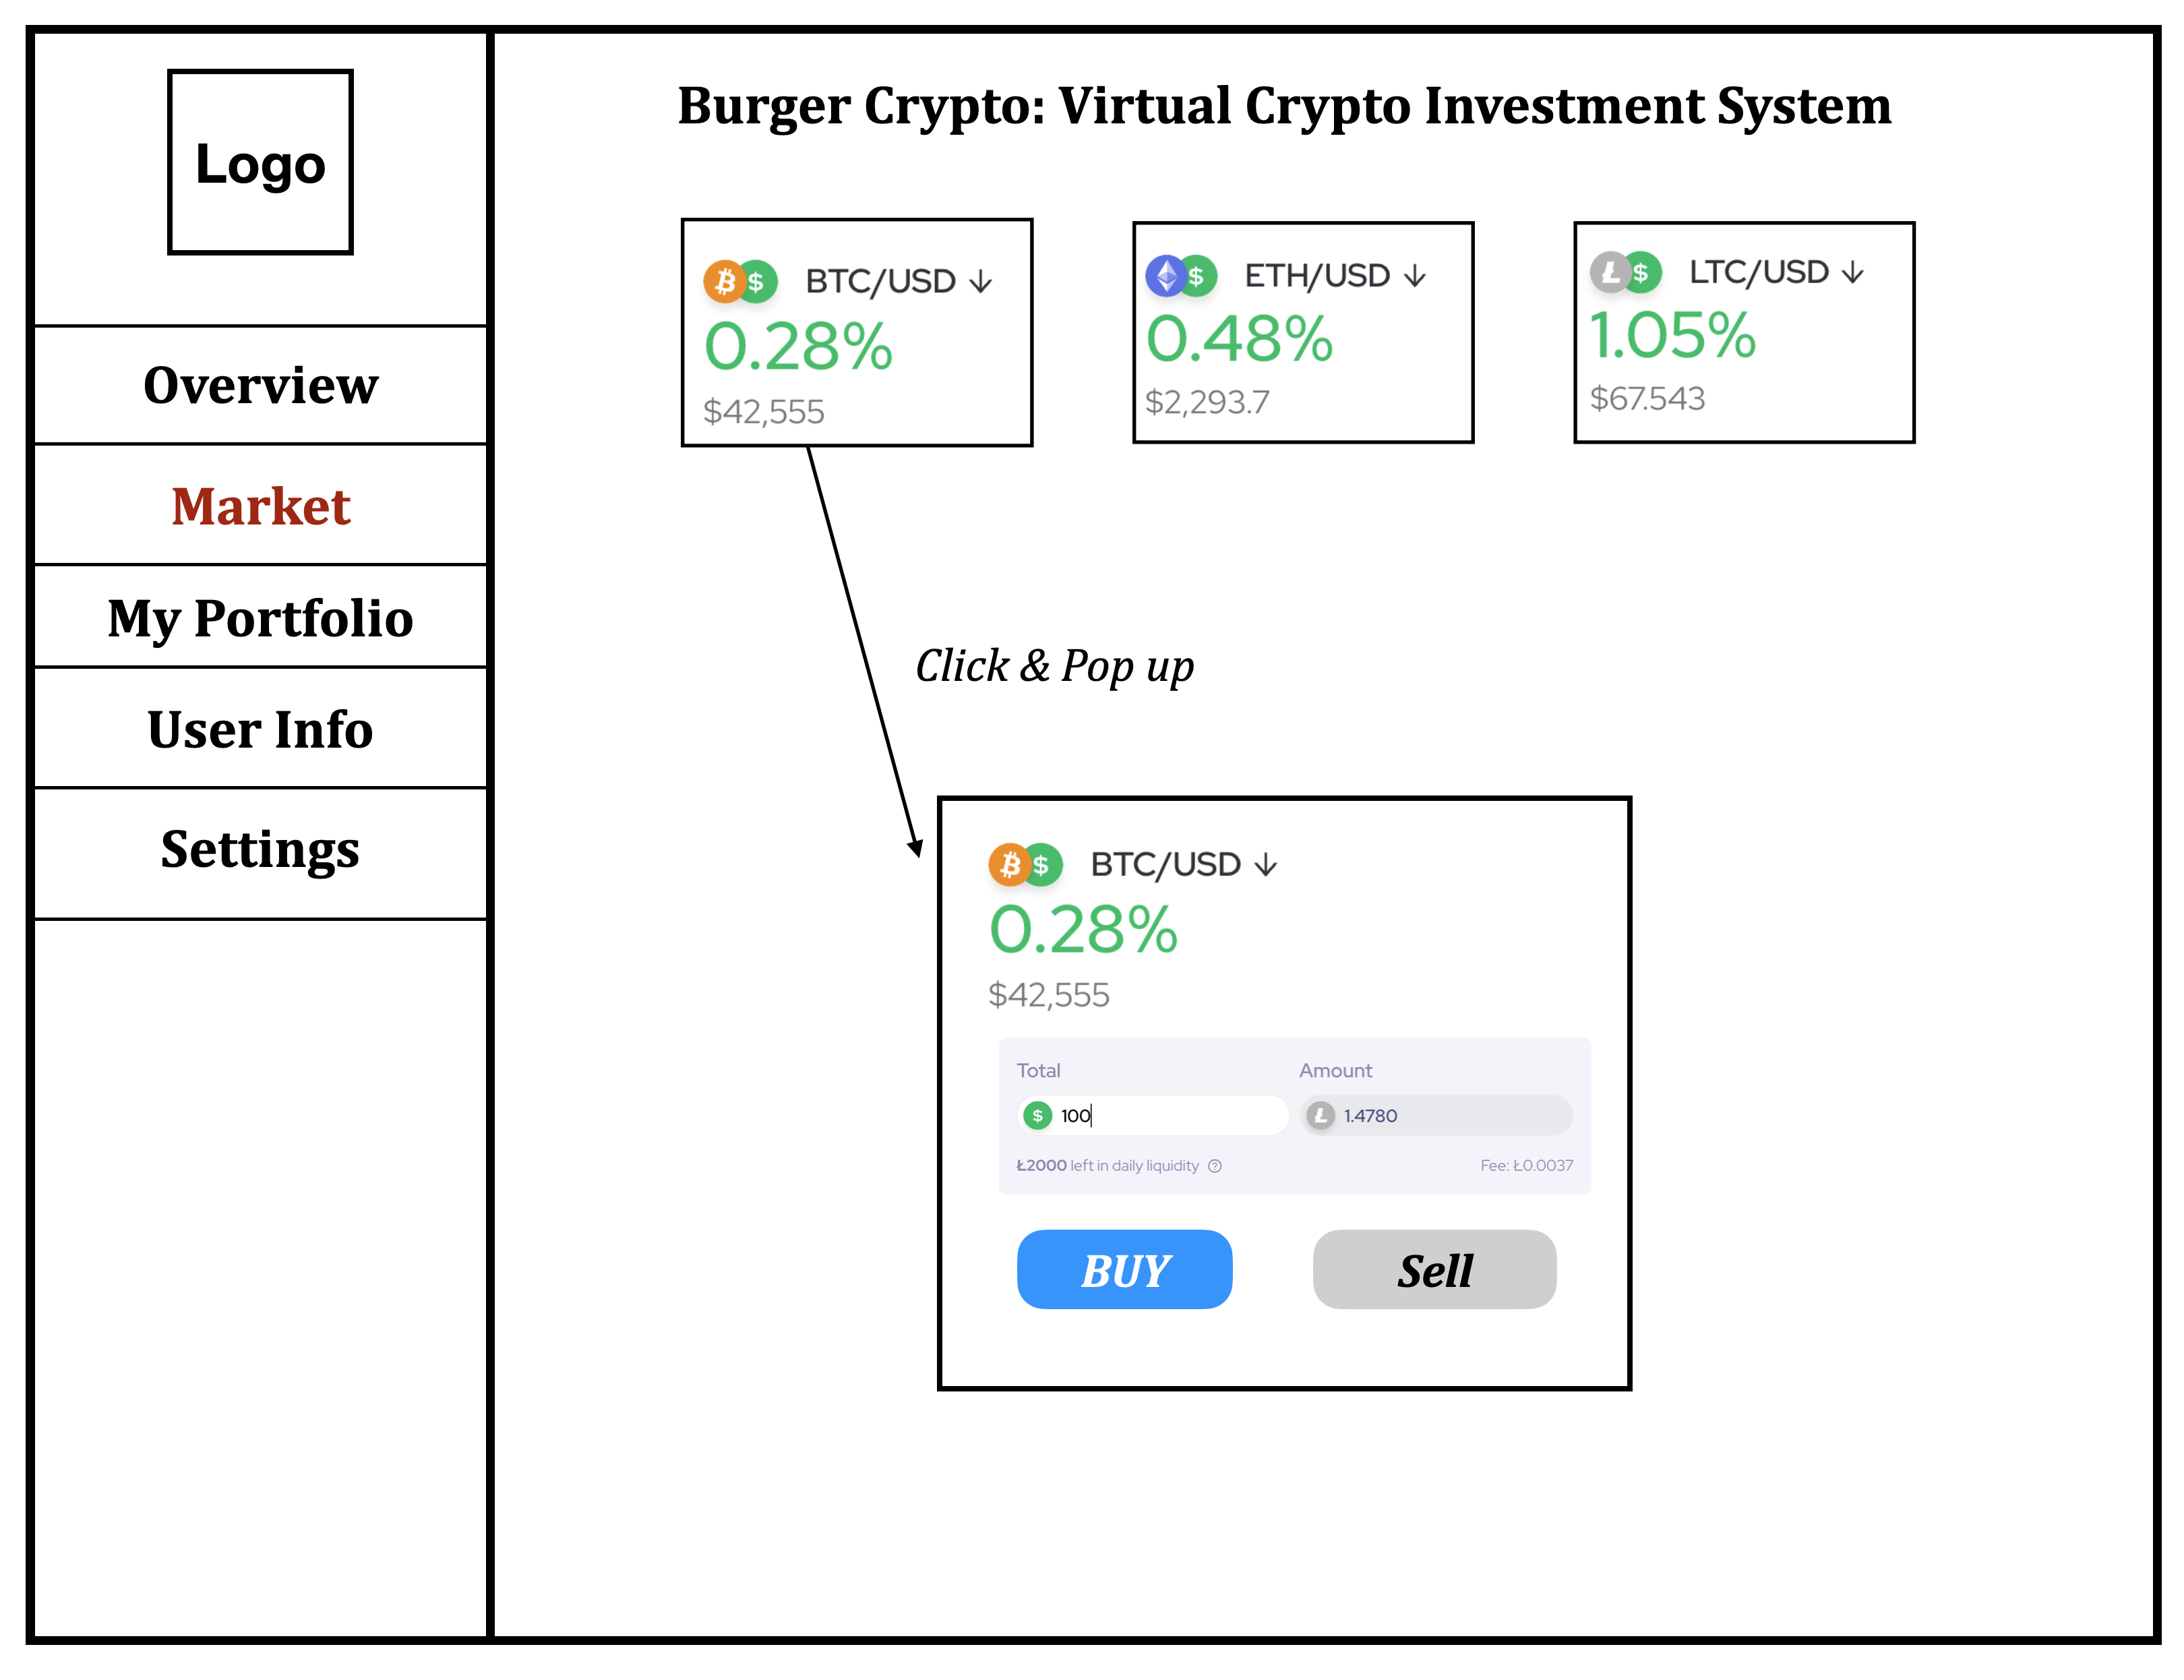 Logo
Overview
Market
My Portfolio
User Info
Settings
Burger Crypto: Virtual Crypto Investment System
BTC/USD ↓
0.28%
$42,555
ETH/USD ↓
0.48%
$2,293.7
LTC/USD ↓
1.05%
$67.543
Click & Pop up
BTC/USD ↓
0.28%
$42,555
Total
Amount
$ 100
Ł 1.4780
Ł2000 left in daily liquidity ?
Fee: Ł0.0037
BUY
Sell